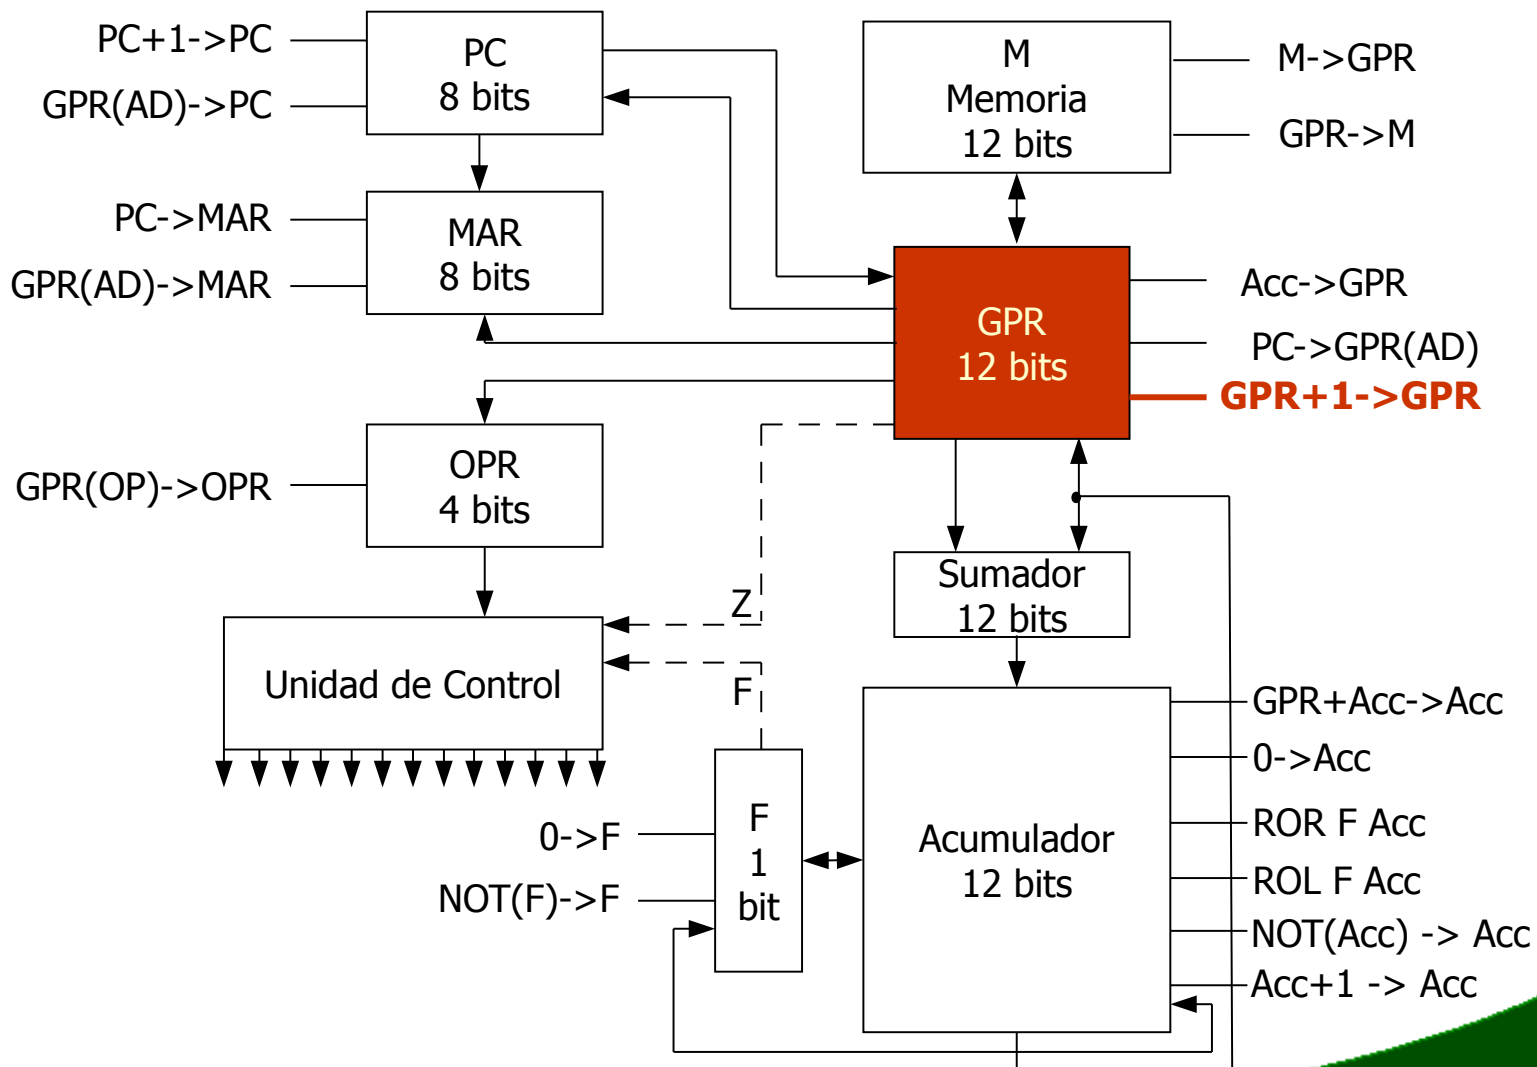 PC+1->PC
GPR(AD)->PC
PC
8 bits
M
Memoria
12 bits
M->GPR
GPR->M
PC->MAR
GPR(AD)->MAR
MAR
8 bits
GPR
12 bits
Acc->GPR
PC->GPR(AD)
GPR+1->GPR
GPR(OP)->OPR
OPR
4 bits
Sumador
12 bits
Z
F
Unidad de Control
0->F
NOT(F)->F
F
1
bit
Acumulador
12 bits
GPR+Acc->Acc
0->Acc
ROR F Acc
ROL F Acc
NOT(Acc) -> Acc
Acc+1 -> Acc